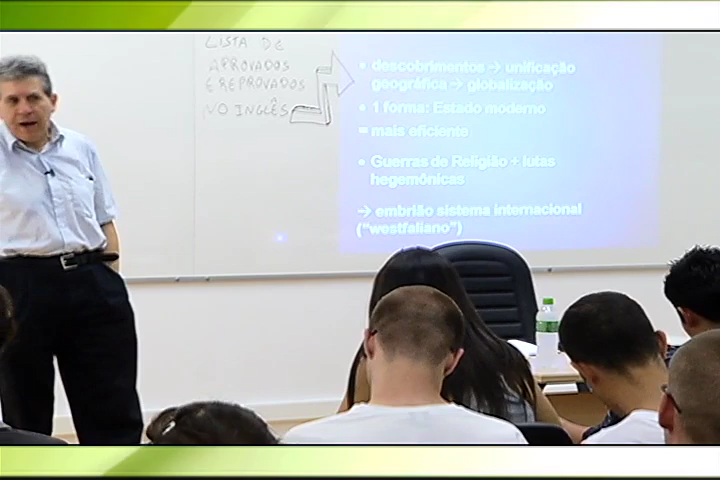 LISTA DE
APROVADOS
E REPROVADOS
NO INGLÊS
• descobrimentos → unificação
geográfica → globalização
• 1 forma: Estado moderno
= mais eficiente
• Guerras de Religião + lutas
hegemônicas
→ embrião sistema internacional
("westfaliano")